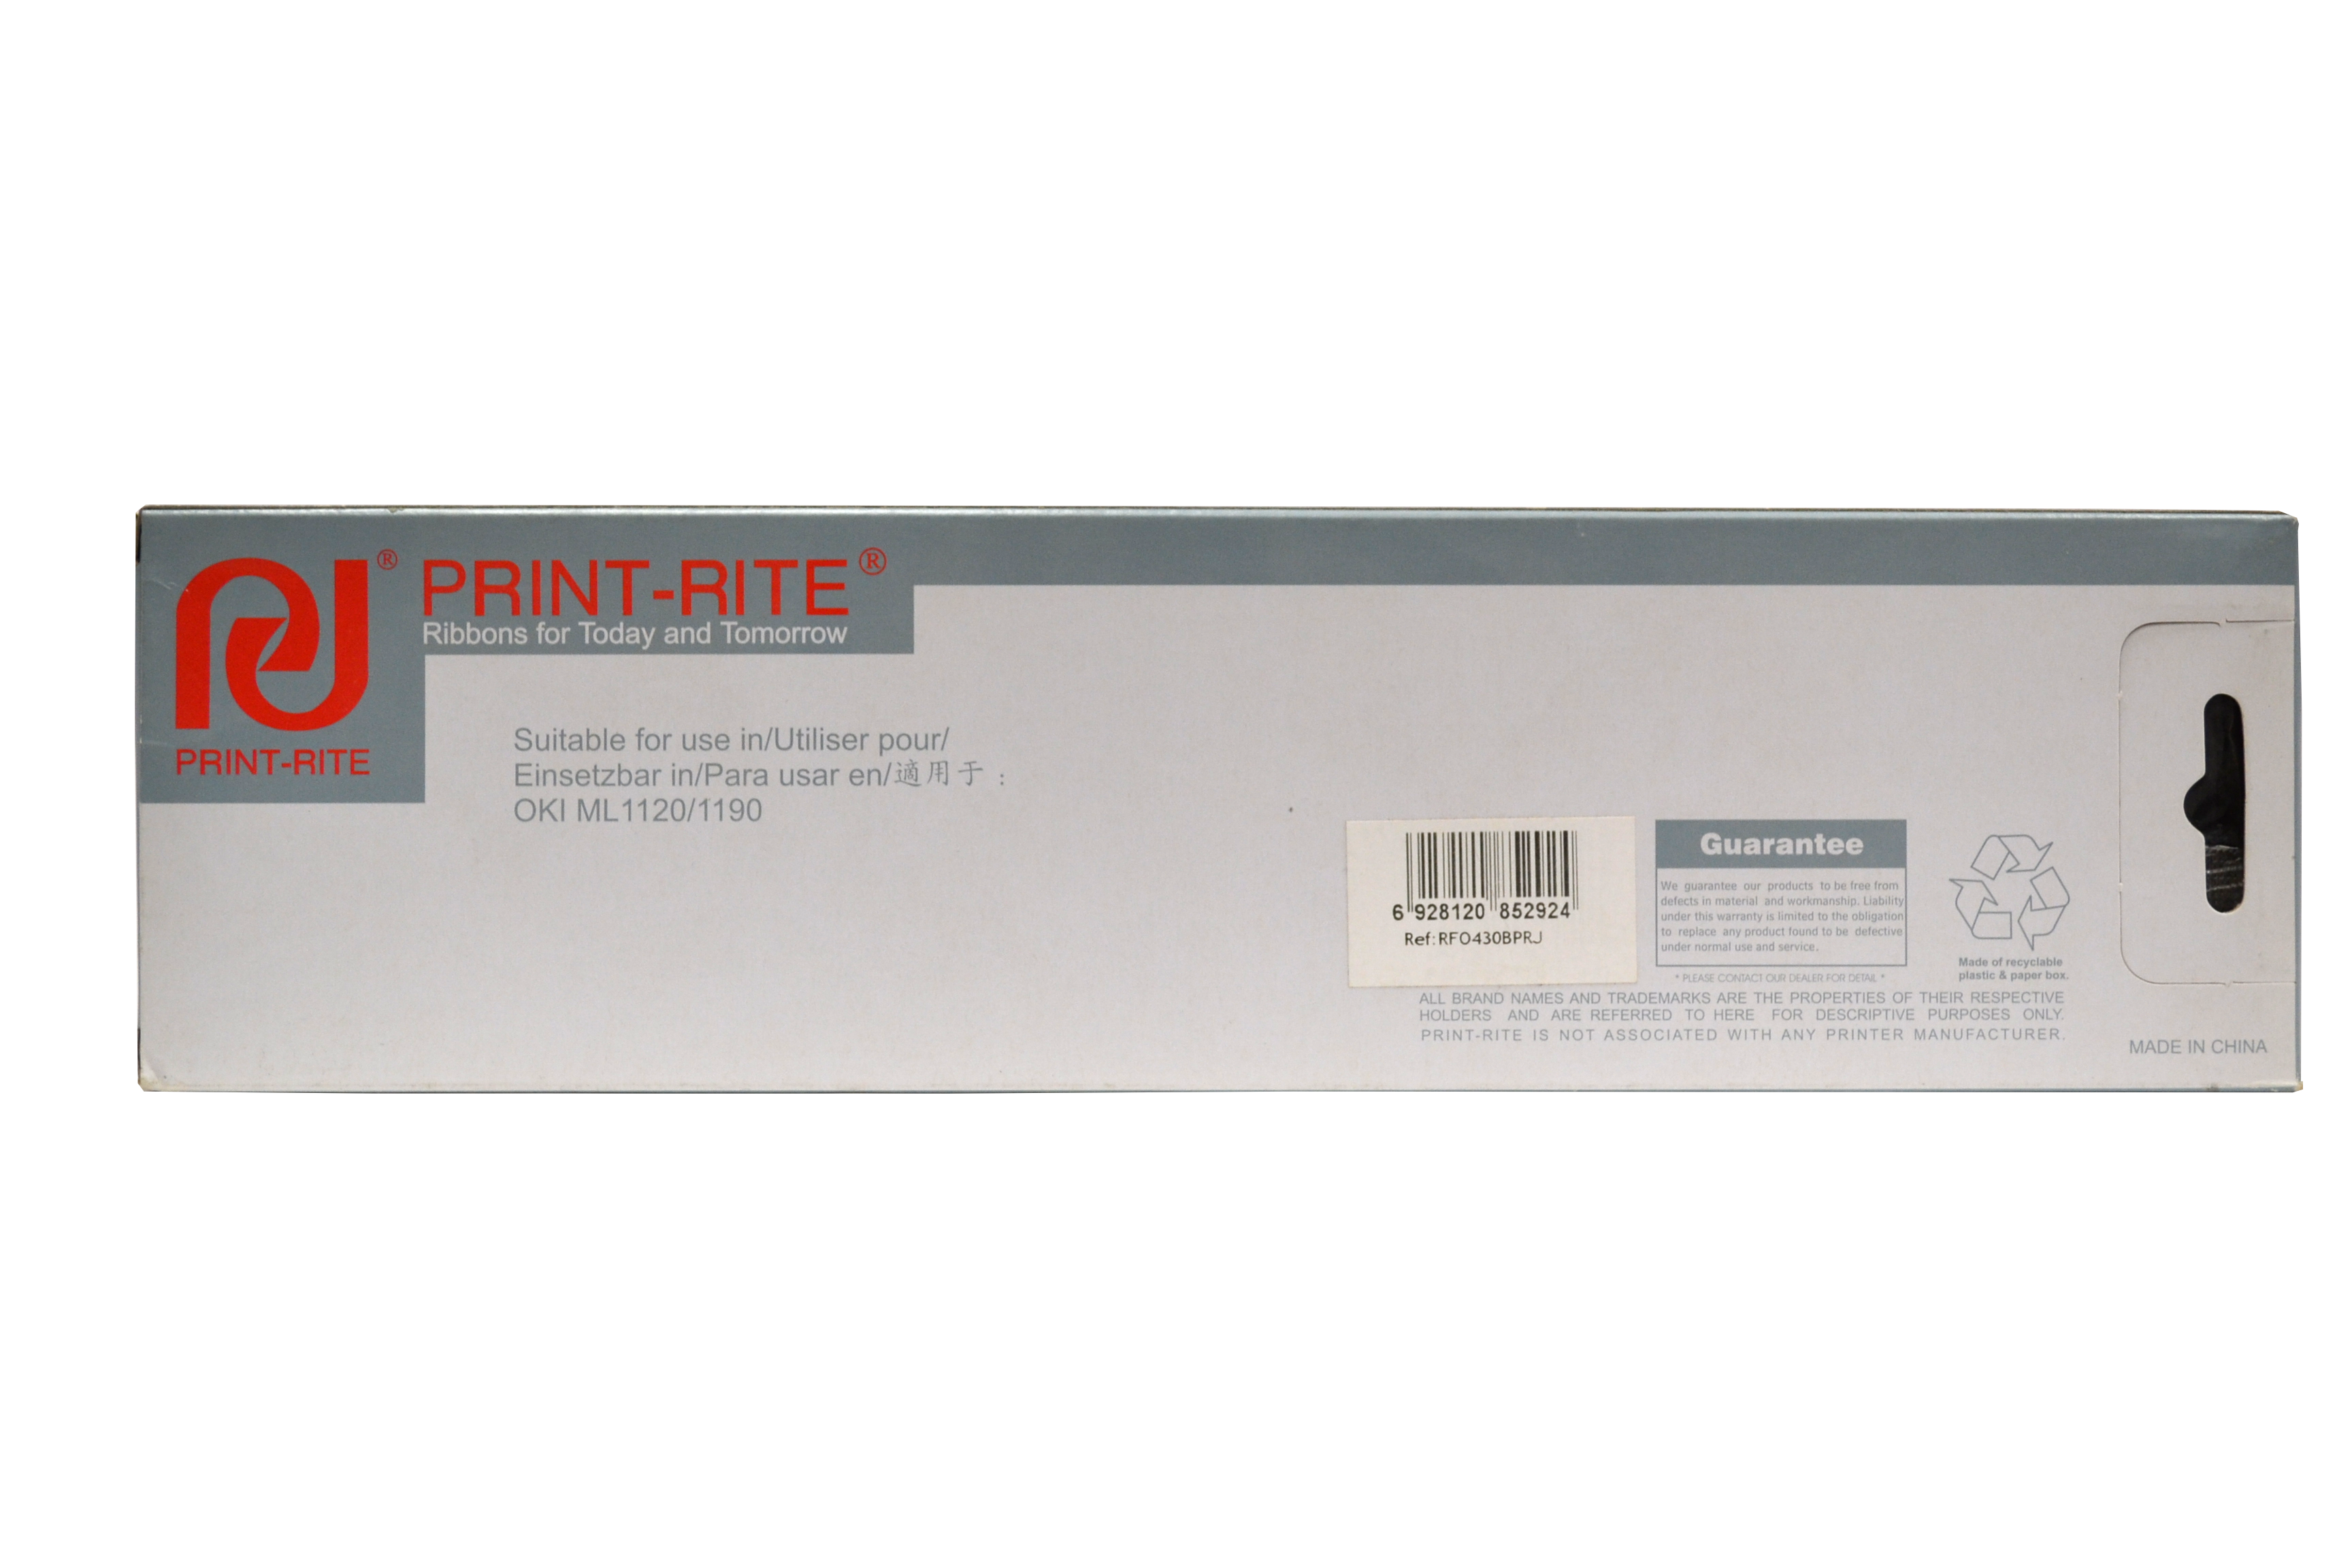 ®
PRINT-RITE
PRINT-RITE®
Ribbons for Today and Tomorrow
Suitable for use in/Utiliser pour/
Einsetzbar in/Para usar en/適用于：
OKI ML1120/1190
6 928120 852924
Ref:RFO430BPRJ
Guarantee
We guarantee our products to be free from
defects in material and workmanship. Liability
under this warranty is limited to the obligation
to replace any product found to be defective
under normal use and service.
* PLEASE CONTACT OUR DEALER FOR DETAIL *
Made of recyclable
plastic & paper box.
ALL BRAND NAMES AND TRADEMARKS ARE THE PROPERTIES OF THEIR RESPECTIVE
HOLDERS AND ARE REFERRED TO HERE FOR DESCRIPTIVE PURPOSES ONLY.
PRINT-RITE IS NOT ASSOCIATED WITH ANY PRINTER MANUFACTURER.
MADE IN CHINA